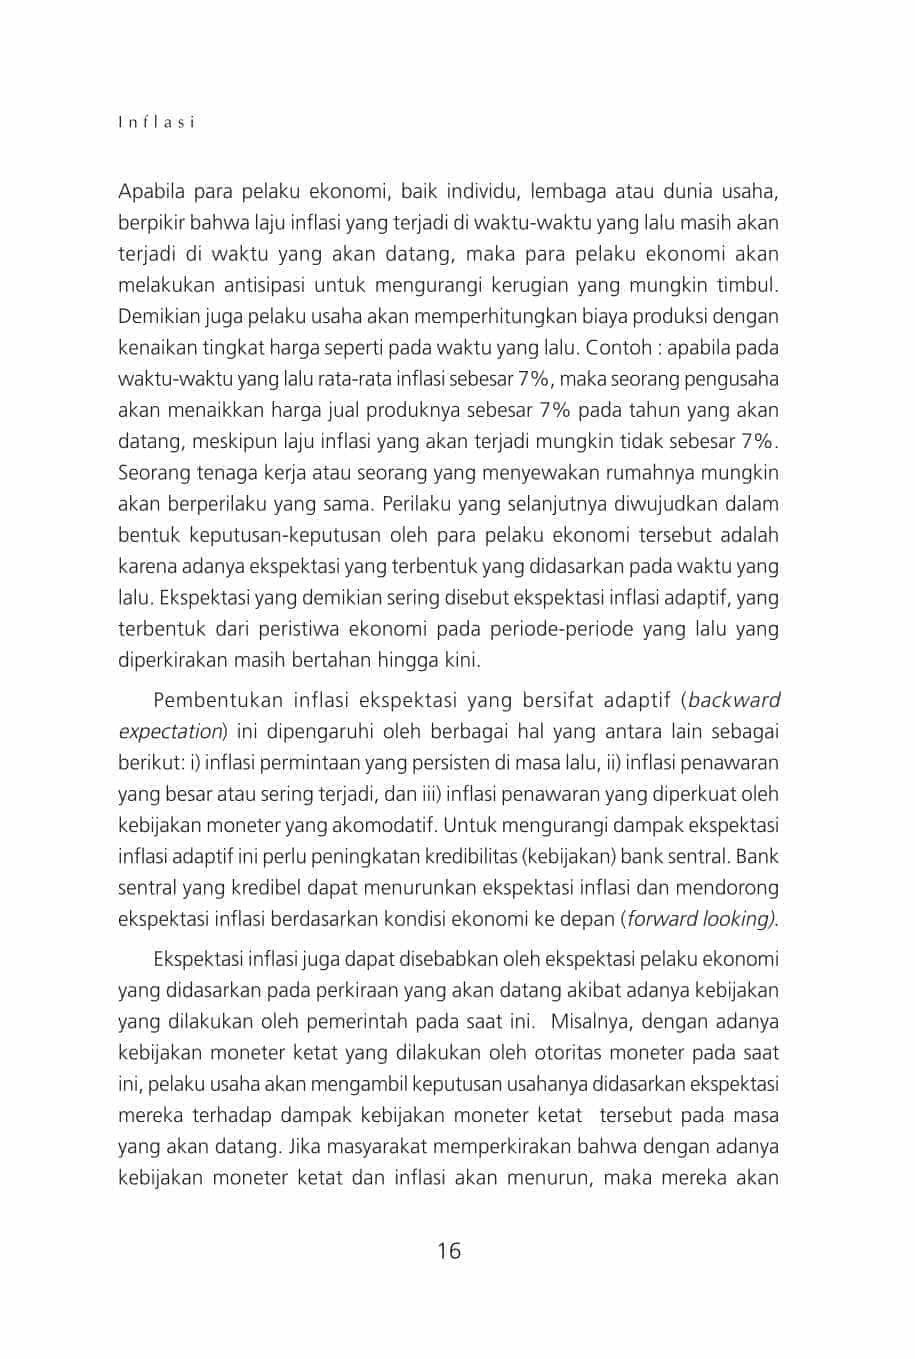 Inflasi
Apabila para pelaku ekonomi, baik individu, lembaga atau dunia usaha,
berpikir bahwa laju inflasi yang terjadi di waktu-waktu yang lalu masih akan
terjadi di waktu yang akan datang, maka para pelaku ekonomi akan
melakukan antisipasi untuk mengurangi kerugian yang mungkin timbul.
Demikian juga pelaku usaha akan memperhitungkan biaya produksi dengan
kenaikan tingkat harga seperti pada waktu yang lalu. Contoh : apabila pada
waktu-waktu yang lalu rata-rata inflasi sebesar 7%, maka seorang pengusaha
akan menaikkan harga jual produknya sebesar 7% pada tahun yang akan
datang, meskipun laju inflasi yang akan terjadi mungkin tidak sebesar 7%.
Seorang tenaga kerja atau seorang yang menyewakan rumahnya mungkin
akan berperilaku yang sama. Perilaku yang selanjutnya diwujudkan dalam
bentuk keputusan-keputusan oleh para pelaku ekonomi tersebut adalah
karena adanya ekspektasi yang terbentuk yang didasarkan pada waktu yang
lalu. Ekspektasi yang demikian sering disebut ekspektasi inflasi adaptif, yang
terbentuk dari peristiwa ekonomi pada periode-periode yang lalu yang
diperkirakan masih bertahan hingga kini.
Pembentukan inflasi ekspektasi yang bersifat adaptif (backward
expectation) ini dipengaruhi oleh berbagai hal yang antara lain sebagai
berikut: i) inflasi permintaan yang persisten di masa lalu, ii) inflasi penawaran
yang besar atau sering terjadi, dan iii) inflasi penawaran yang diperkuat oleh
kebijakan moneter yang akomodatif. Untuk mengurangi dampak ekspektasi
inflasi adaptif ini perlu peningkatan kredibilitas (kebijakan) bank sentral. Bank
sentral yang kredibel dapat menurunkan ekspektasi inflasi dan mendorong
ekspektasi inflasi berdasarkan kondisi ekonomi ke depan (forward looking).
Ekspektasi inflasi juga dapat disebabkan oleh ekspektasi pelaku ekonomi
yang didasarkan pada perkiraan yang akan datang akibat adanya kebijakan
yang dilakukan oleh pemerintah pada saat ini.  Misalnya, dengan adanya
kebijakan moneter ketat yang dilakukan oleh otoritas moneter pada saat
ini, pelaku usaha akan mengambil keputusan usahanya didasarkan ekspektasi
mereka terhadap dampak kebijakan moneter ketat  tersebut pada masa
yang akan datang. Jika masyarakat memperkirakan bahwa dengan adanya
kebijakan moneter ketat dan inflasi akan menurun, maka mereka akan
16